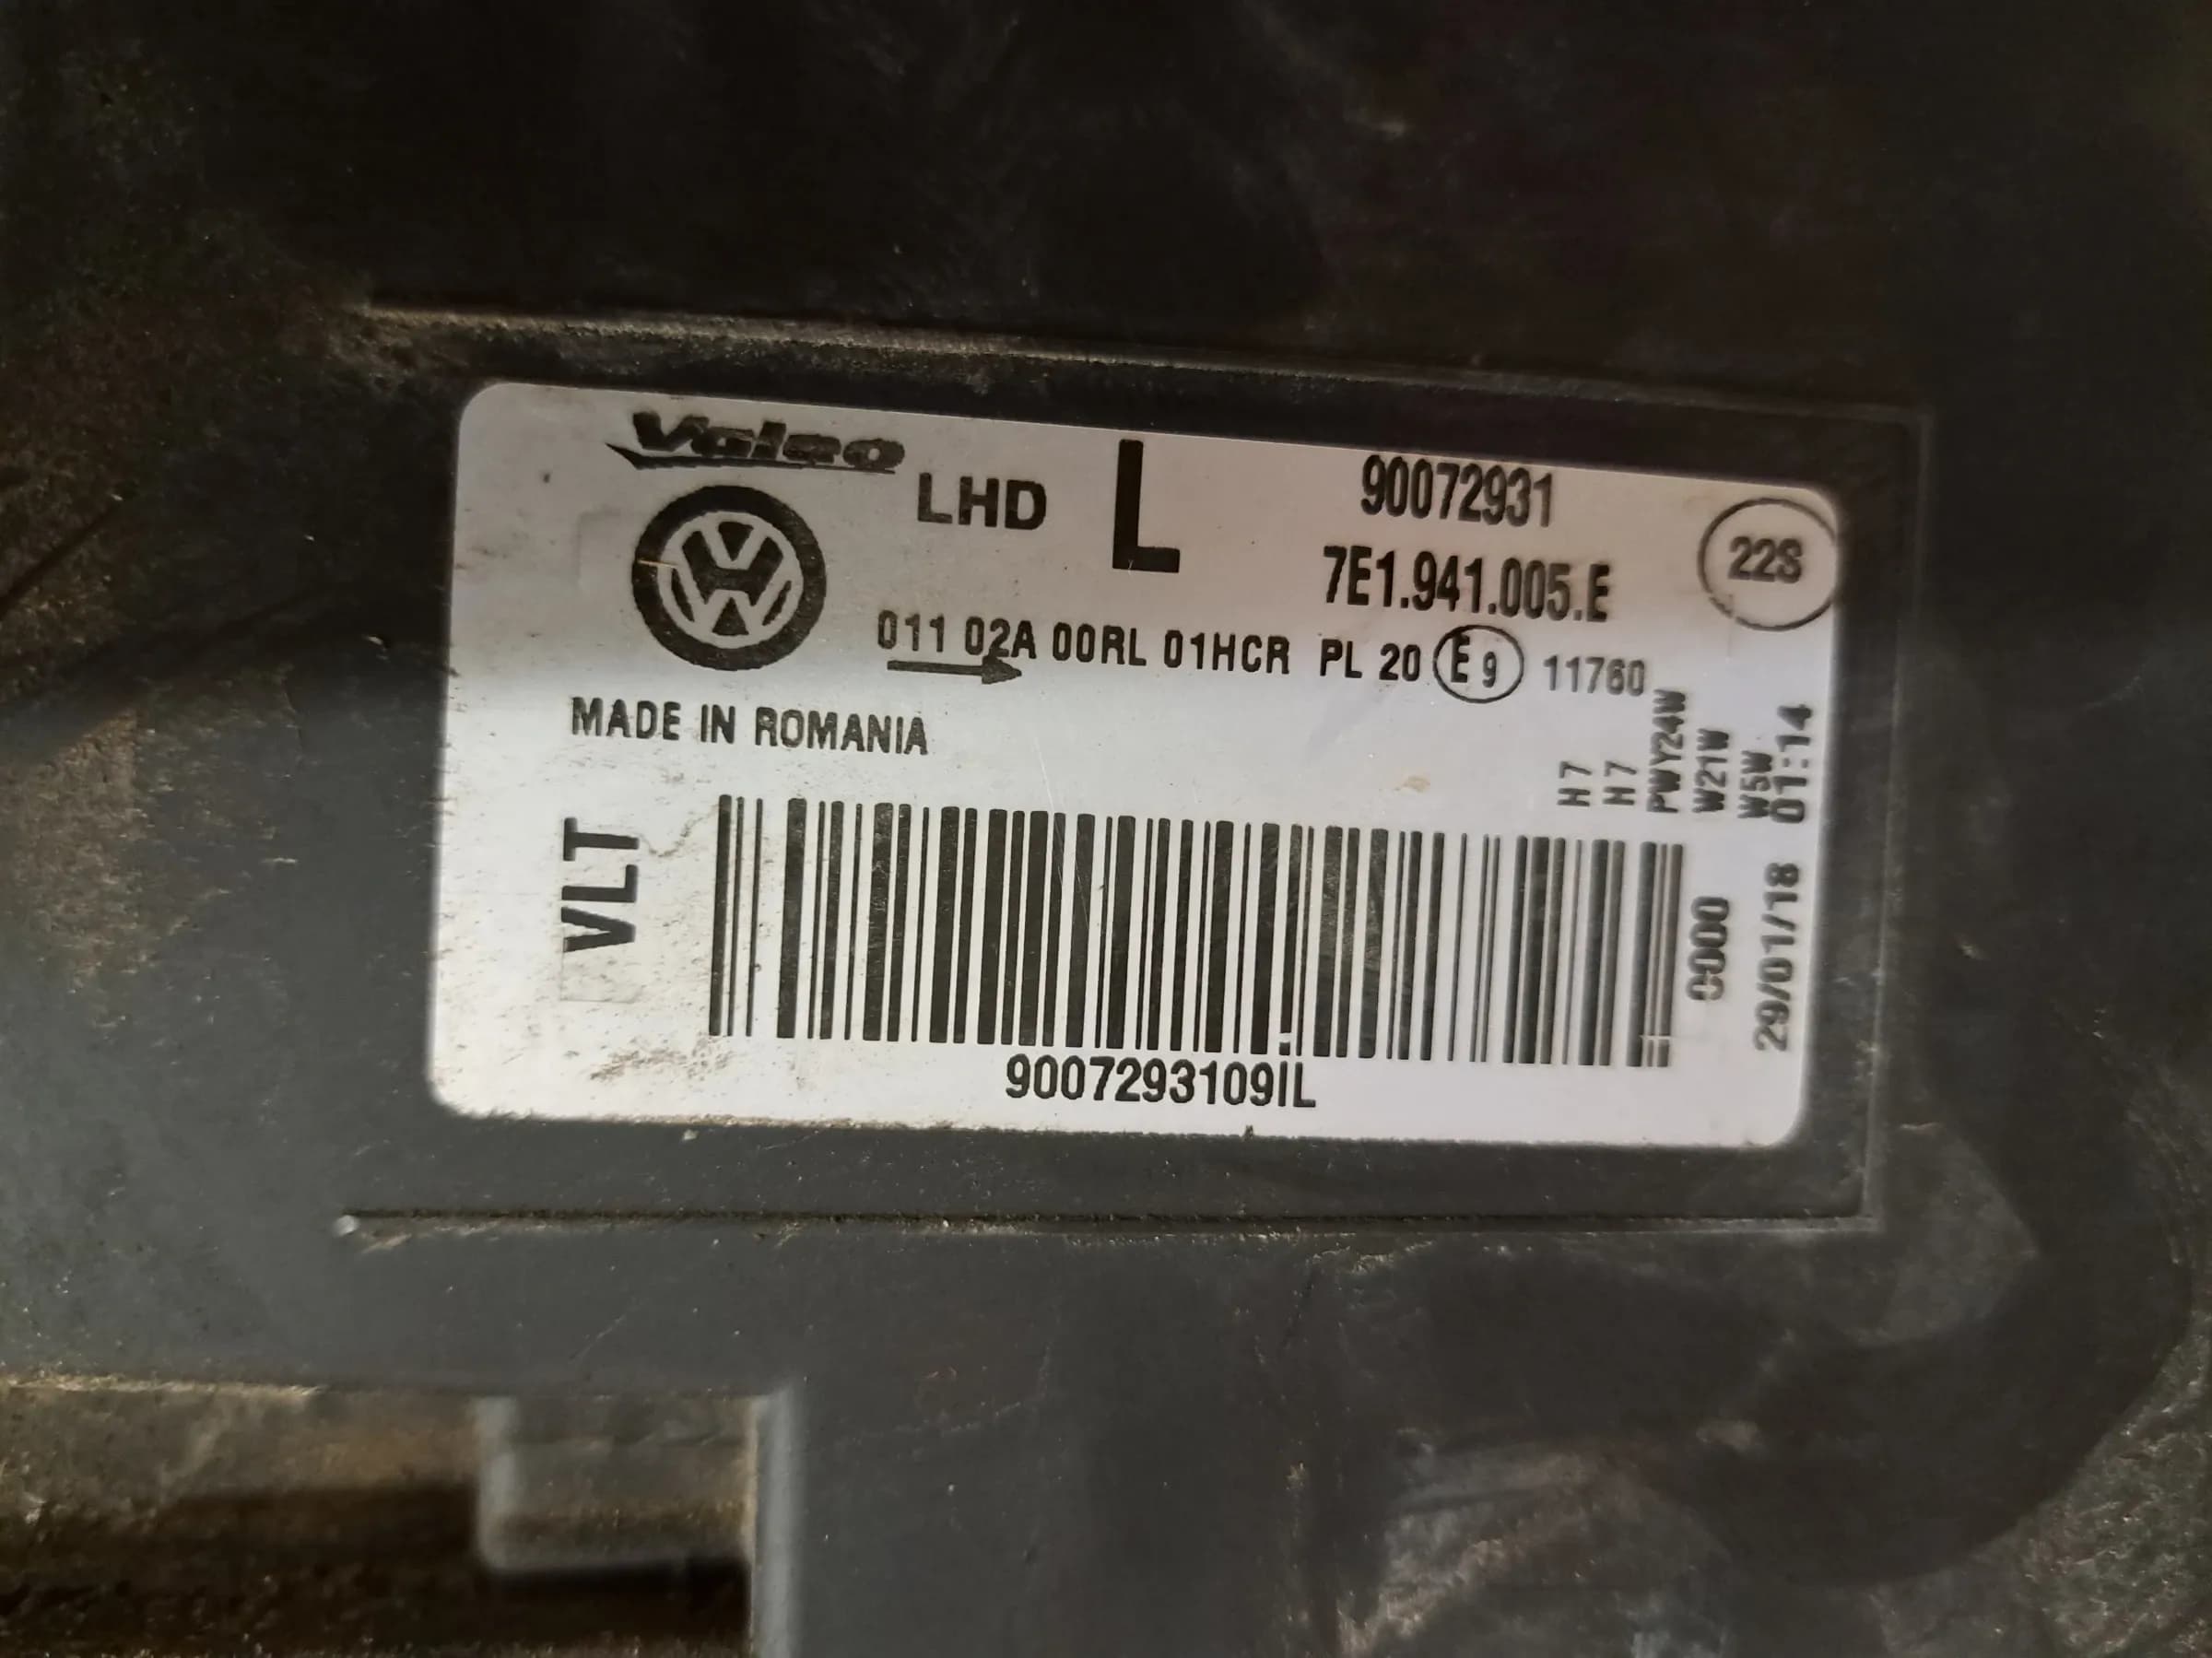 Valeo
LHD L
90072931
7E1.941.005.E
22S
011 02A 00RL 01HCR PL 20 E9 11760
MADE IN ROMANIA
H7
H7
PWY24W
W21W
W5W
VLT
0000
29/01/18 01:14
9007293109IL